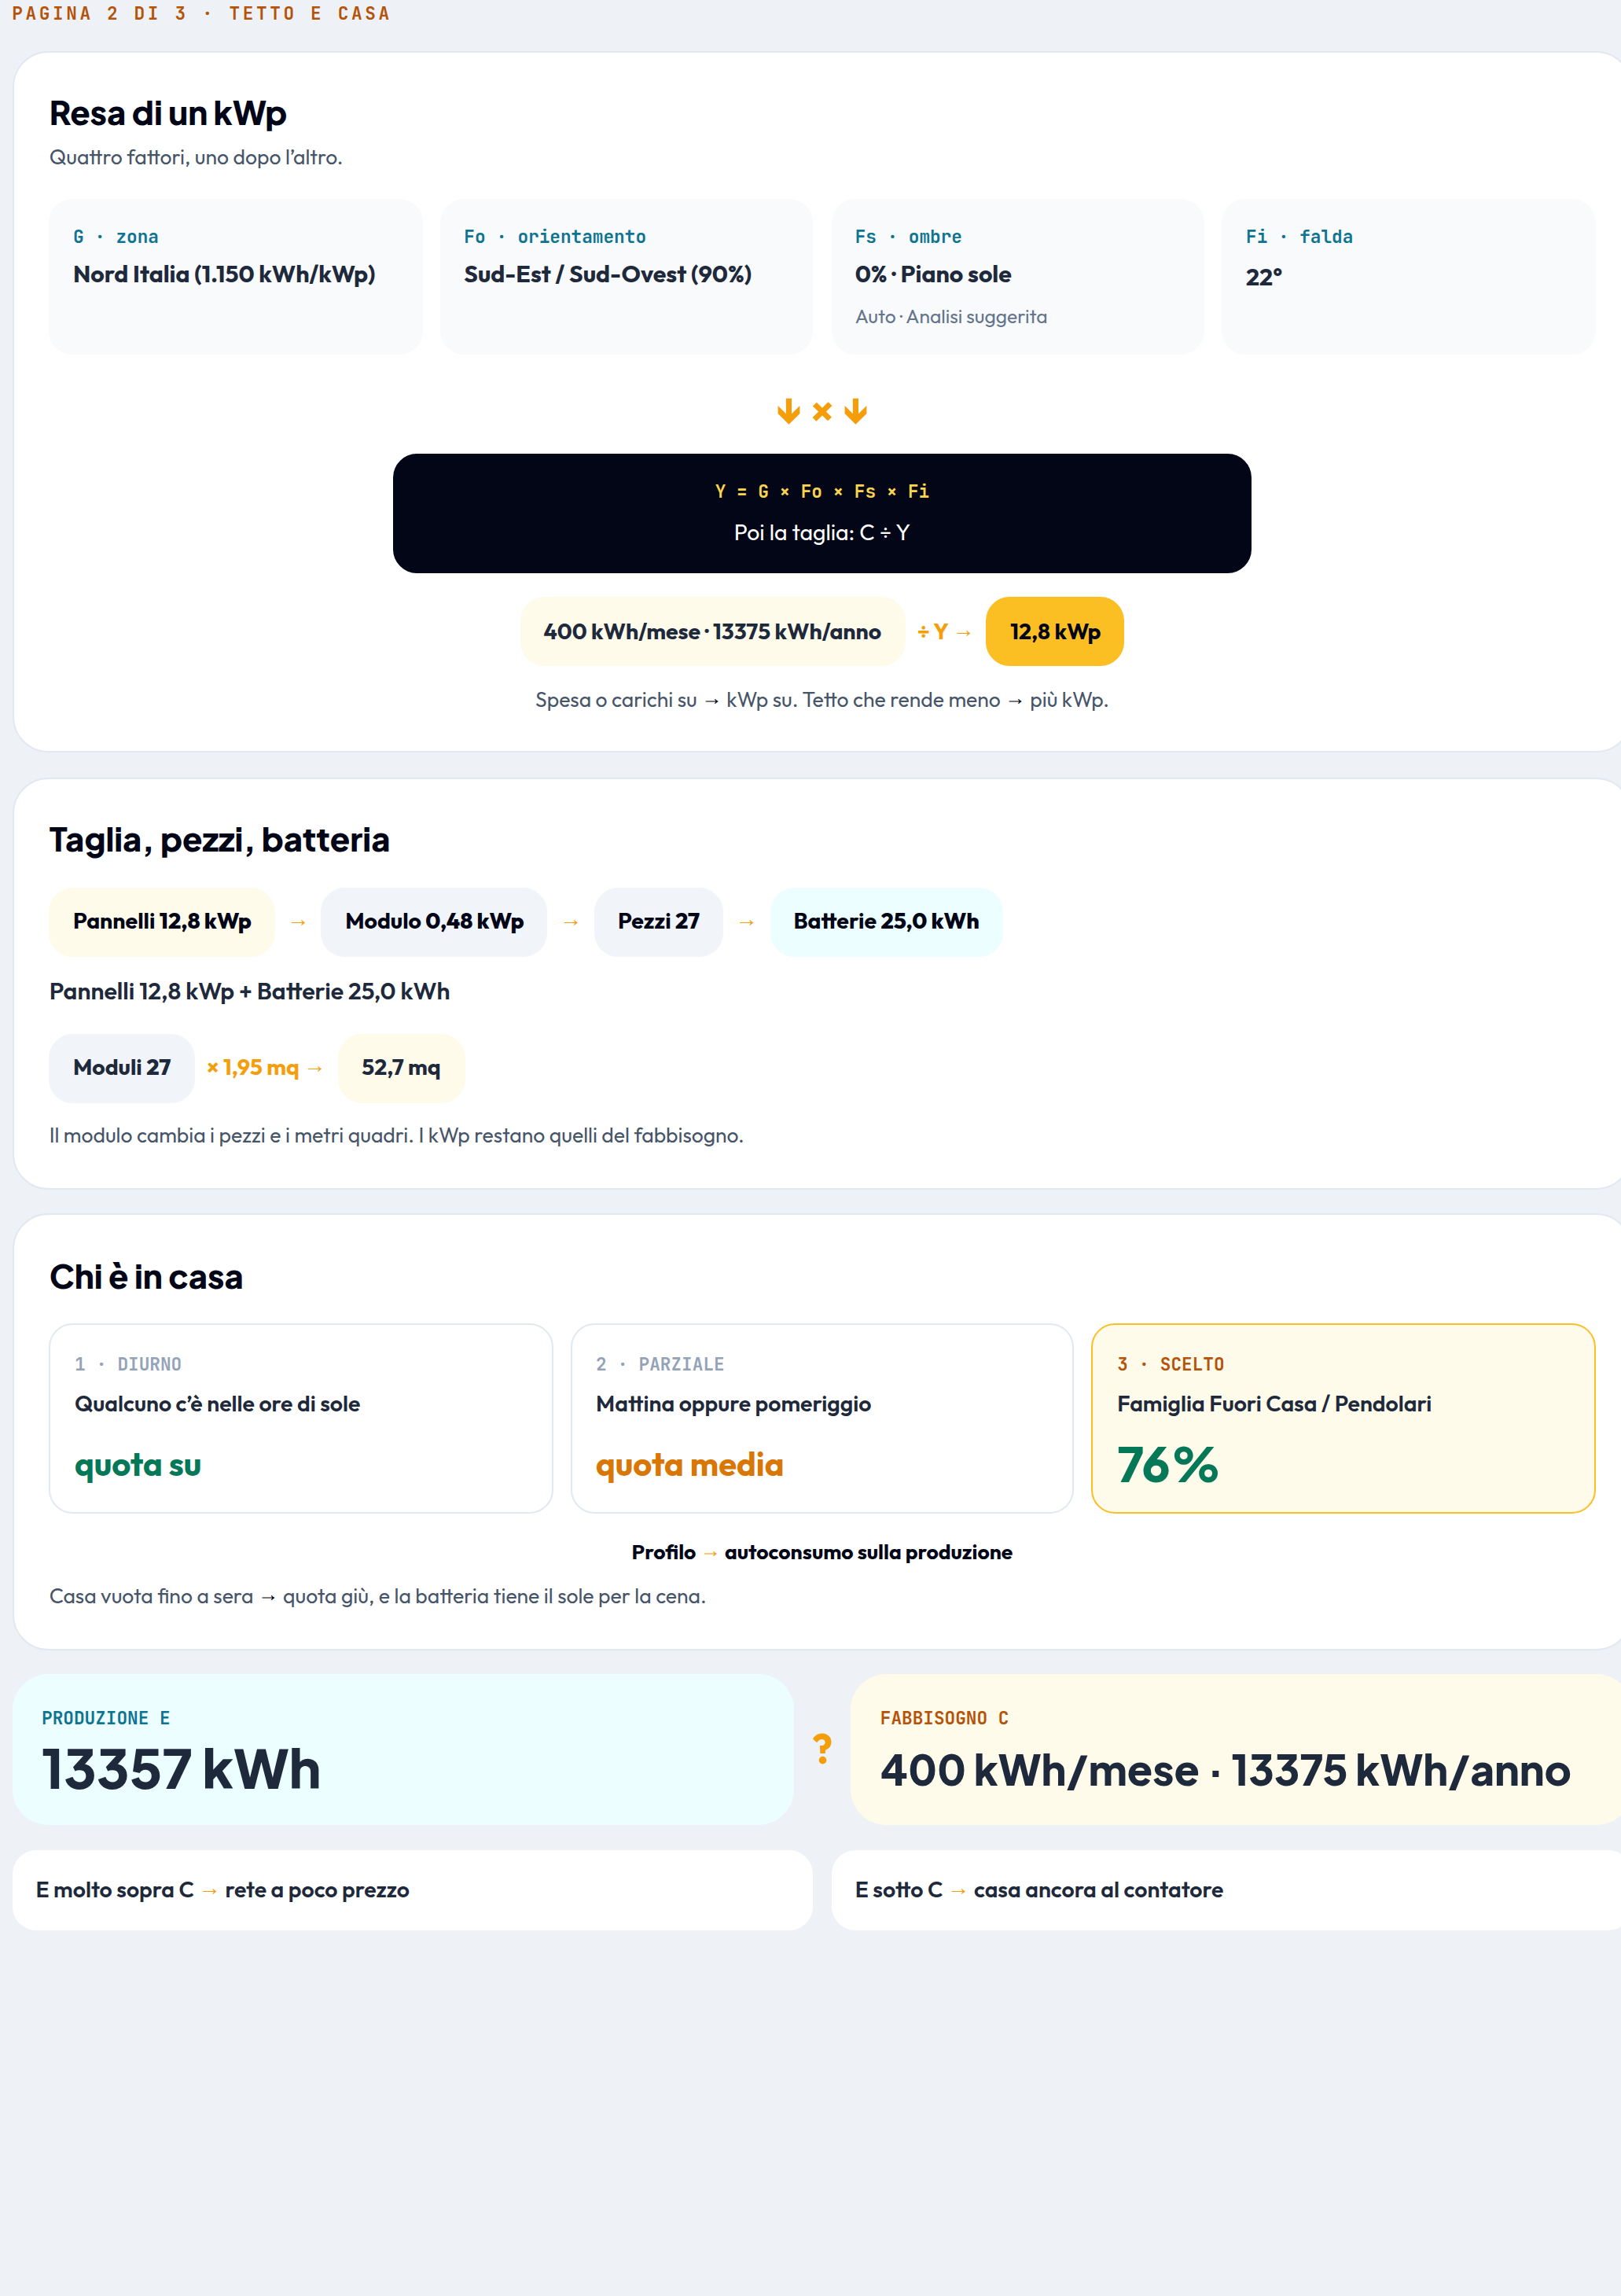 PAGINA 2 DI 3 · TETTO E CASA
Resa di un kWp
Quattro fattori, uno dopo l’altro.
G · zona
Nord Italia (1.150 kWh/kWp)
Fo · orientamento
Sud-Est / Sud-Ovest (90%)
Fs · ombre
0% · Piano sole
Auto · Analisi suggerita
Fi · falda
22°
↓ × ↓
Y = G × Fo × Fs × Fi
Poi la taglia: C ÷ Y
400 kWh/mese · 13375 kWh/anno ÷ Y → 12,8 kWp
Spesa o carichi su → kWp su. Tetto che rende meno → più kWp.
Taglia, pezzi, batteria
Pannelli 12,8 kWp → Modulo 0,48 kWp → Pezzi 27 → Batterie 25,0 kWh
Pannelli 12,8 kWp + Batterie 25,0 kWh
Moduli 27 × 1,95 mq → 52,7 mq
Il modulo cambia i pezzi e i metri quadri. I kWp restano quelli del fabbisogno.
Chi è in casa
1 · DIURNO
Qualcuno c’è nelle ore di sole
quota su
2 · PARZIALE
Mattina oppure pomeriggio
quota media
3 · SCELTO
Famiglia Fuori Casa / Pendolari
76%
Profilo → autoconsumo sulla produzione
Casa vuota fino a sera → quota giù, e la batteria tiene il sole per la cena.
PRODUZIONE E
13357 kWh
?
FABBISOGNO C
400 kWh/mese · 13375 kWh/anno
E molto sopra C → rete a poco prezzo
E sotto C → casa ancora al contatore